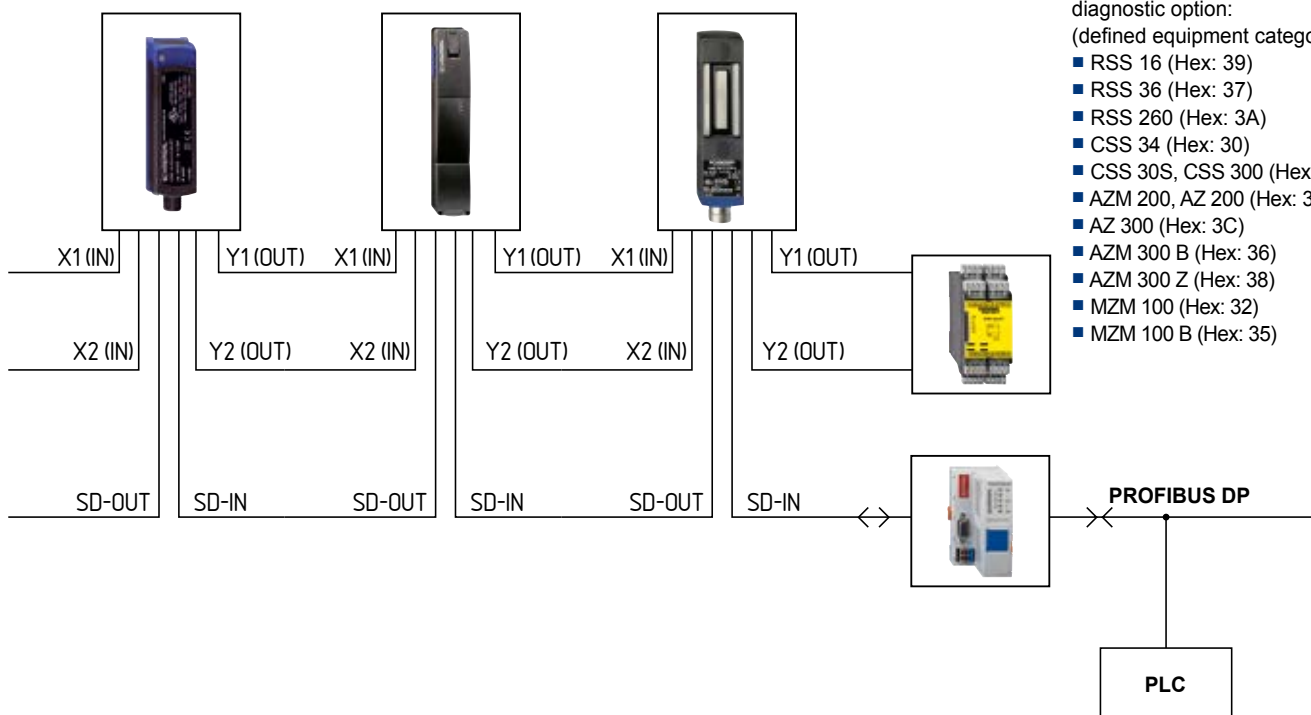 diagnostic option:
(defined equipment catego
■ RSS 16 (Hex: 39)
■ RSS 36 (Hex: 37)
■ RSS 260 (Hex: 3A)
■ CSS 34 (Hex: 30)
■ CSS 30S, CSS 300 (Hex
■ AZM 200, AZ 200 (Hex: 3
■ AZ 300 (Hex: 3C)
■ AZM 300 B (Hex: 36)
■ AZM 300 Z (Hex: 38)
■ MZM 100 (Hex: 32)
■ MZM 100 B (Hex: 35)
X1 (IN) Y1 (OUT) X1 (IN) Y1 (OUT) X1 (IN) Y1 (OUT)
X2 (IN) Y2 (OUT) X2 (IN) Y2 (OUT) X2 (IN) Y2 (OUT)
SD-OUT SD-IN SD-OUT SD-IN SD-OUT SD-IN
PROFIBUS DP
PLC